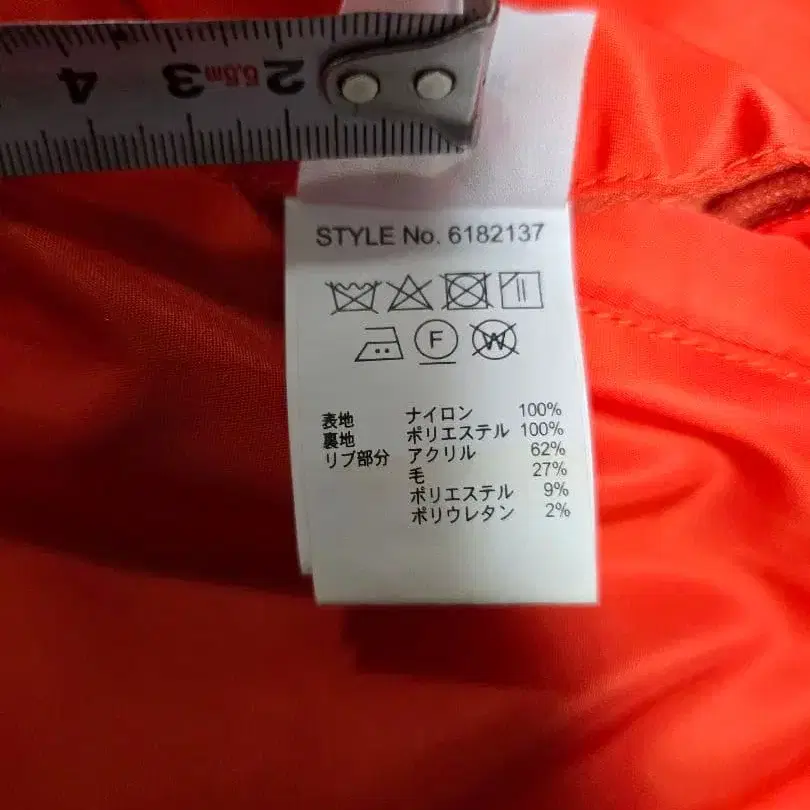 4 3 5.5m 2
STYLE No. 6182137
F W
表地 ナイロン 100%
裏地 ポリエステル 100%
リブ部分 アクリル 62%
毛 27%
ポリエステル 9%
ポリウレタン 2%